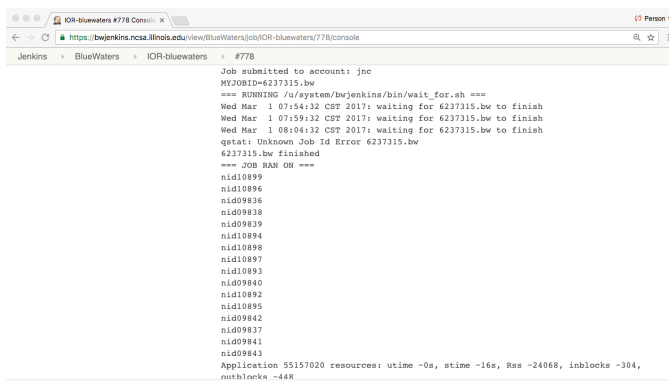 IOR-bluewaters #778 Console
Person
https://bwjenkins.ncsa.illinois.edu/view/BlueWaters/job/IOR-bluewaters/778/console
Jenkins BlueWaters IOR-bluewaters #778
Job submitted to account: jnc
MYJOBID=6237315.bw
=== RUNNING /u/system/bwjenkins/bin/wait_for.sh ===
Wed Mar  1 07:54:32 CST 2017: waiting for 6237315.bw to finish
Wed Mar  1 07:59:32 CST 2017: waiting for 6237315.bw to finish
Wed Mar  1 08:04:32 CST 2017: waiting for 6237315.bw to finish
qstat: Unknown Job Id Error 6237315.bw
6237315.bw finished
=== JOB RAN ON ===
nid10899
nid10896
nid09836
nid09838
nid09839
nid10894
nid10898
nid10897
nid10893
nid09840
nid10892
nid10895
nid09842
nid09837
nid09841
nid09843
Application 55157020 resources: utime ~0s, stime ~16s, Rss ~24068, inblocks ~304,
outblocks ~448